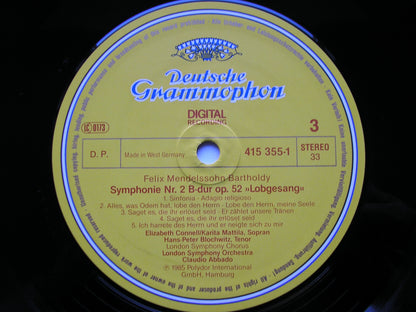 Deutsche
Grammophon
DIGITAL
RECORDING
LC 0173
3
D. P.
Made in West Germany
415 355-1
STEREO
33
Felix Mendelssohn Bartholdy
Symphonie Nr. 2 B-dur op. 52 »Lobgesang«
1. Sinfonia - Adagio religioso
2. Alles, was Odem hat, lobe den Herrn - Lobe den Herrn, meine Seele
3. Saget es, die ihr erlöset seid - Er zählet unsere Tränen
4. Saget es, die ihr erlöset seid
5. Ich harrete des Herrn und er neigte sich zu mir
Elizabeth Connell/Karita Mattila, Sopran
Hans-Peter Blochwitz, Tenor
London Symphony Chorus
London Symphony Orchestra
Claudio Abbado
℗ 1985 Polydor International
GmbH, Hamburg